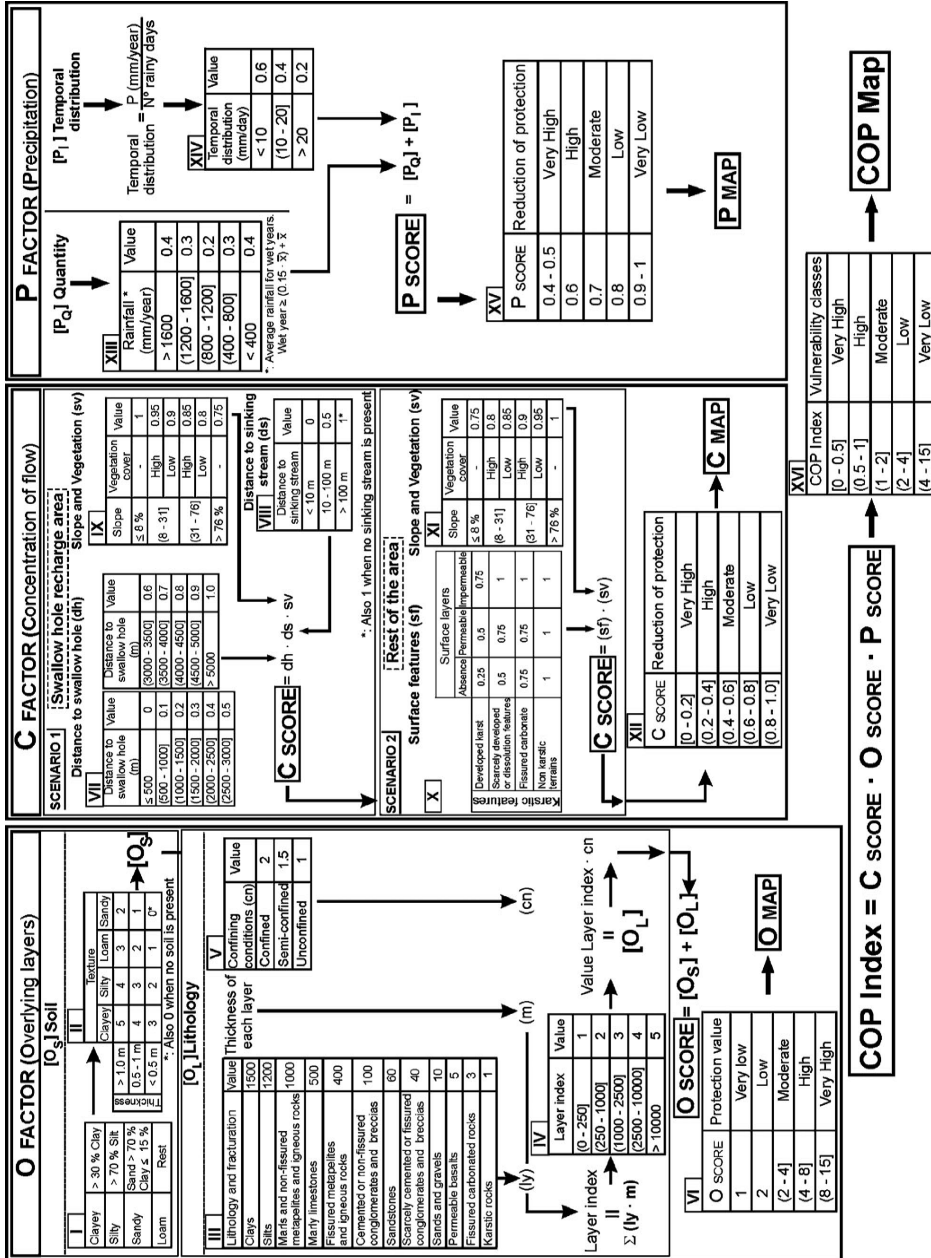 O FACTOR (Overlying layers)
[O_S] Soil
I
Clayey > 30 % Clay
Silty > 70 % Silt
Sandy Sand > 70 % Clay ≤ 15 %
Loam Rest
II
Texture
Clayey Silty Loam Sandy
Thickness
> 1.0 m 5 4 3 2
0.5 - 1 m 4 3 2 1
< 0.5 m 3 2 1 0*
*: Also 0 when no soil is present
[O_S]
[O_L] Lithology
III
Lithology and fracturation Value
Clays 1500
Silts 1200
Marls and non-fissured metapelites and igneous rocks 1000
Marly limestones 500
Fissured metapelites and igneous rocks 400
Cemented or non-fissured conglomerates and breccias 100
Sandstones 60
Scarcely cemented or fissured conglomerates and breccias 40
Sands and gravels 10
Permeable basalts 5
Fissured carbonated rocks 3
Karstic rocks 1
Thickness of each layer
V
Confining conditions (cn) Value
Confined 2
Semi-confined 1.5
Unconfined 1
(ly) (m) (cn)
Layer index
=
Σ (ly · m)
IV
Layer index Value
(0 - 250] 1
(250 - 1000] 2
(1000 - 2500] 3
(2500 - 10000] 4
> 10000 5
Value Layer index · cn
=
[O_L]
O SCORE = [O_S] + [O_L]
VI
O SCORE Protection value
1 Very low
2 Low
(2 - 4] Moderate
(4 - 8] High
(8 - 15] Very High
O MAP
C FACTOR (Concentration of flow)
SCENARIO 1 Swallow hole recharge area
Distance to swallow hole (dh)
VII
Distance to swallow hole (m) Value Distance to swallow hole (m) Value
≤ 500 0 (3000 - 3500] 0.6
(500 - 1000] 0.1 (3500 - 4000] 0.7
(1000 - 1500] 0.2 (4000 - 4500] 0.8
(1500 - 2000] 0.3 (4500 - 5000] 0.9
(2000 - 2500] 0.4 > 5000 1.0
(2500 - 3000] 0.5
Slope and Vegetation (sv)
IX
Slope Vegetation cover Value
≤ 8 % - 1
(8 - 31] High 0.95
Low 0.9
(31 - 76] High 0.85
Low 0.8
> 76 % - 0.75
Distance to sinking stream (ds)
VIII
Distance to sinking stream Value
< 10 m 0
10 - 100 m 0.5
> 100 m 1*
*: Also 1 when no sinking stream is present
C SCORE = dh · ds · sv
SCENARIO 2 Rest of the area
Surface features (sf)
X
Surface layers
Absence Permeable Impermeable
Karstic features
Developed karst 0.25 0.5 0.75
Scarcely developed or dissolution features 0.5 0.75 1
Fissured carbonate 0.75 0.75 1
Non karstic terrains 1 1 1
Slope and Vegetation (sv)
XI
Slope Vegetation cover Value
≤ 8 % - 0.75
(8 - 31] High 0.8
Low 0.85
(31 - 76] High 0.9
Low 0.95
> 76 % - 1
C SCORE = (sf) · (sv)
XII
C SCORE Reduction of protection
[0 - 0.2] Very High
(0.2 - 0.4] High
(0.4 - 0.6] Moderate
(0.6 - 0.8] Low
(0.8 - 1.0] Very Low
C MAP
P FACTOR (Precipitation)
[P_Q] Quantity
XIII
Rainfall * (mm/year) Value
> 1600 0.4
(1200 - 1600] 0.3
(800 - 1200] 0.2
(400 - 800] 0.3
< 400 0.4
*: Average rainfall for wet years.
Wet year ≥ (0.15 · x̄) + x̄
[P_I] Temporal distribution
Temporal distribution = P (mm/year) / Nº rainy days
XIV
Temporal distribution (mm/day) Value
< 10 0.6
(10 - 20] 0.4
> 20 0.2
P SCORE = [P_Q] + [P_I]
XV
P SCORE Reduction of protection
0.4 - 0.5 Very High
0.6 High
0.7 Moderate
0.8 Low
0.9 - 1 Very Low
P MAP
COP Index = C SCORE · O SCORE · P SCORE
XVI
COP Index Vulnerability classes
[0 - 0.5] Very High
(0.5 - 1] High
(1 - 2] Moderate
(2 - 4] Low
(4 - 15] Very Low
COP Map